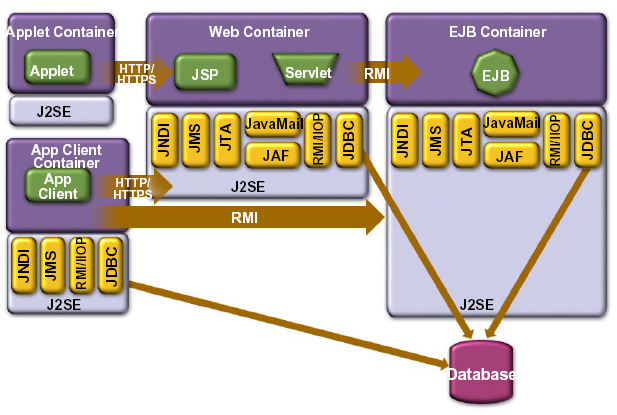 Applet Container
Applet
J2SE
HTTP/
HTTPS
Web Container
JSP
Servlet
JNDI
JMS
JTA
JavaMail
JAF
RMI/IIOP
JDBC
J2SE
RMI
EJB Container
EJB
JNDI
JMS
JTA
JavaMail
JAF
RMI/IIOP
JDBC
J2SE
App Client
Container
App
Client
HTTP/
HTTPS
RMI
JNDI
JMS
RMI/IIOP
JDBC
J2SE
Database